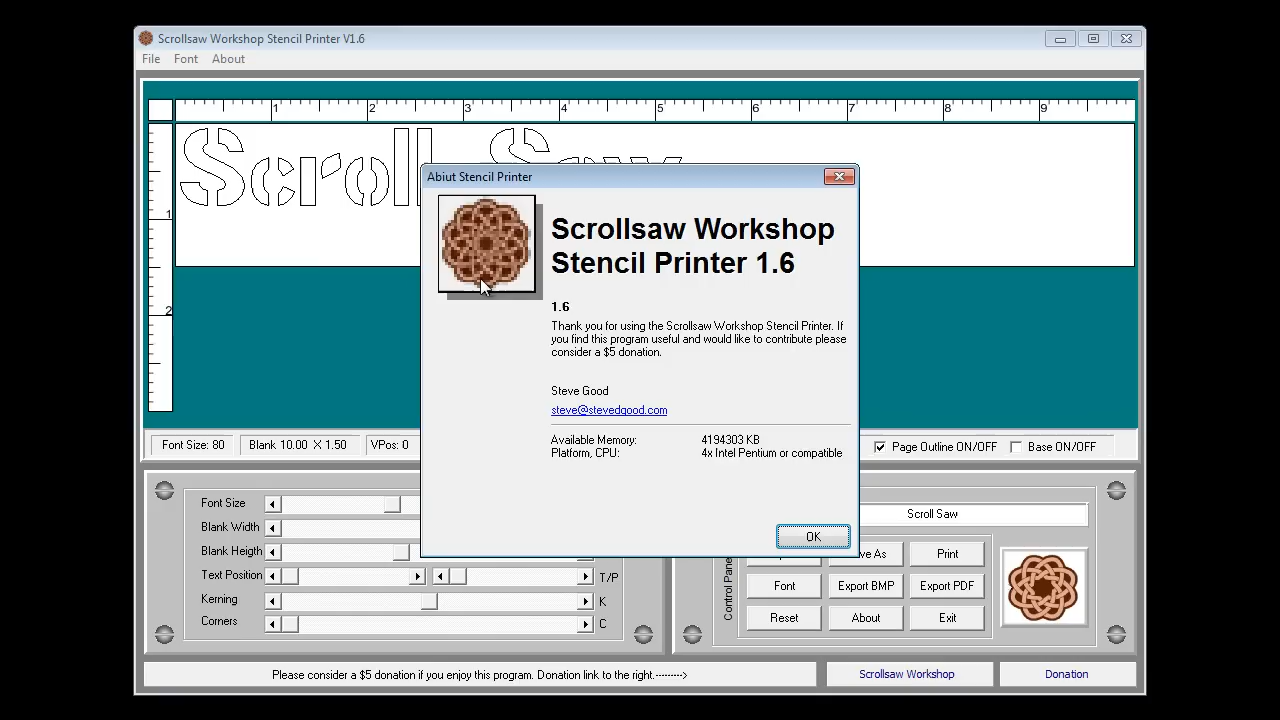 Scrollsaw Workshop Stencil Printer V1.6
File Font About
1 2 3 4 5 6 7 8 9
Scroll Saw
1
2
Abiut Stencil Printer
Scrollsaw Workshop
Stencil Printer 1.6
1.6
Thank you for using the Scrollsaw Workshop Stencil Printer. If
you find this program useful and would like to contribute please
consider a $5 donation.
Steve Good
steve@stevedgood.com
Available Memory: 4194303 KB
Platform, CPU: 4x Intel Pentium or compatible
OK
Font Size: 80 Blank 10.00 X 1.50 VPos: 0 Page Outline ON/OFF Base ON/OFF
Font Size
Blank Width
Blank Heigth
Text Position T/P
Kerning K
Corners C
Scroll Saw
As Print
Font Export BMP Export PDF
Reset About Exit
Please consider a $5 donation if you enjoy this program. Donation link to the right.-------->
Scrollsaw Workshop
Donation